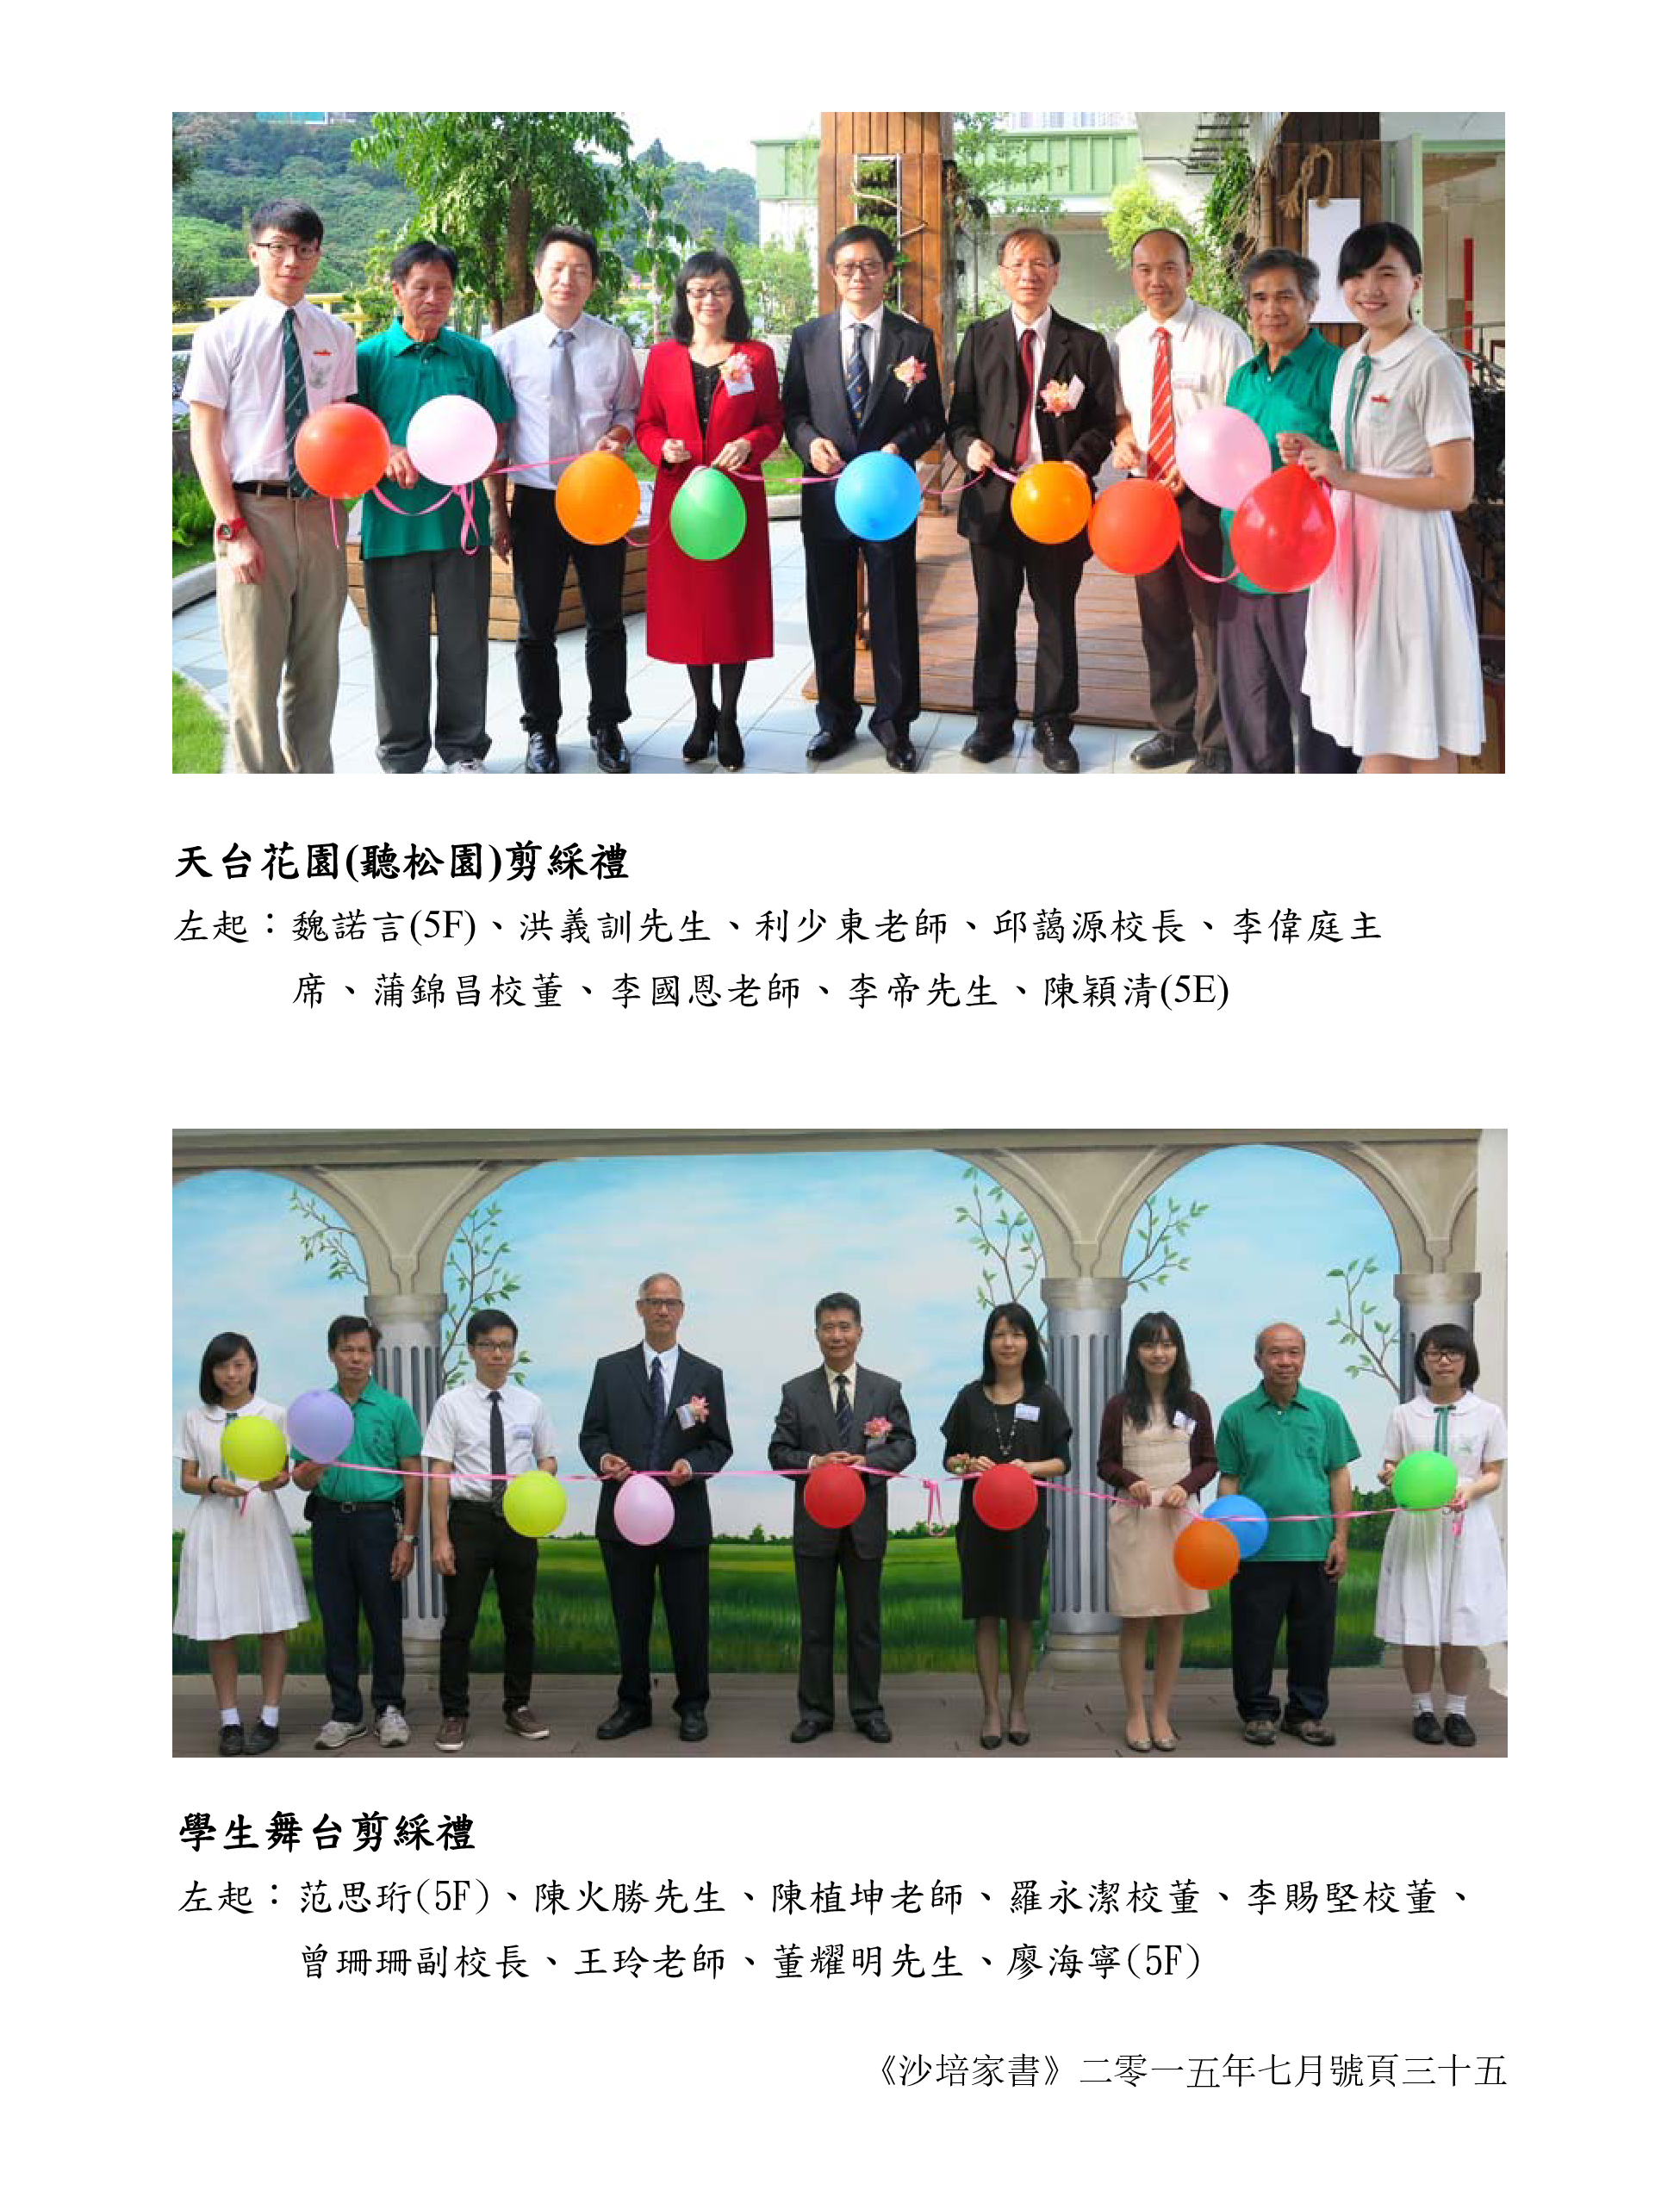 天台花園(聽松園)剪綵禮
左起：魏諾言(5F)、洪義訓先生、利少東老師、邱藹源校長、李偉庭主
席、蒲錦昌校董、李國恩老師、李帝先生、陳穎清(5E)
學生舞台剪綵禮
左起：范思珩(5F)、陳火勝先生、陳植坤老師、羅永潔校董、李賜堅校董、
曾珊珊副校長、王玲老師、董耀明先生、廖海寧(5F)
《沙培家書》二零一五年七月號頁三十五